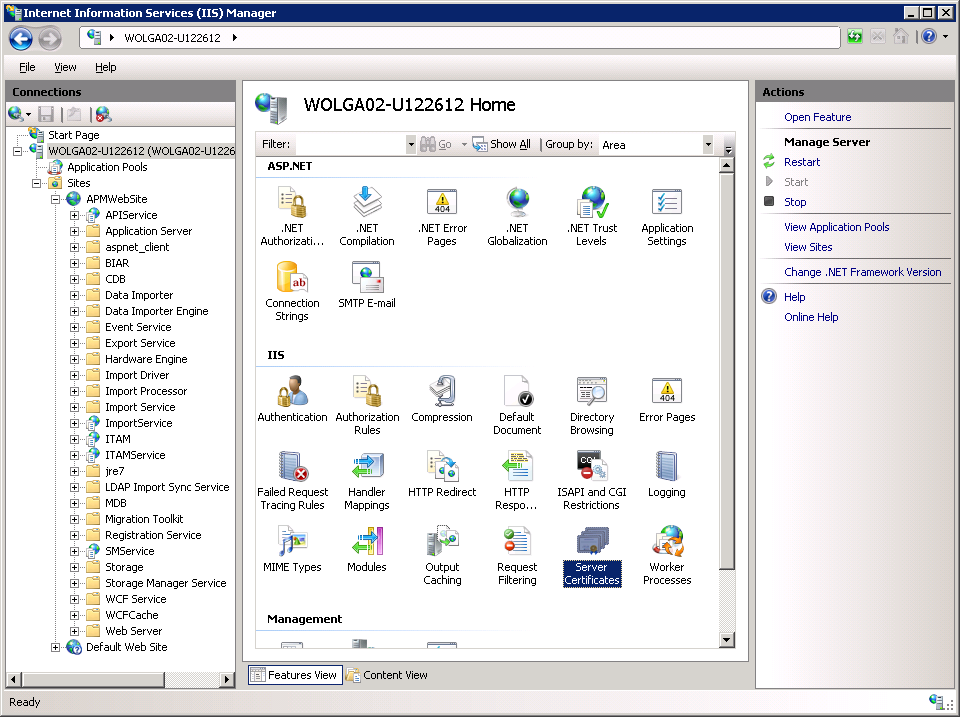 Internet Information Services (IIS) Manager
WOLGA02-U122612
File View Help
Connections
Start Page
WOLGA02-U122612 (WOLGA02-U1226
Application Pools
Sites
APMWebSite
APIService
Application Server
aspnet_client
BIAR
CDB
Data Importer
Data Importer Engine
Event Service
Export Service
Hardware Engine
Import Driver
Import Processor
Import Service
ImportService
ITAM
ITAMService
jre7
LDAP Import Sync Service
MDB
Migration Toolkit
Registration Service
SMService
Storage
Storage Manager Service
WCF Service
WCFCache
Web Server
Default Web Site
WOLGA02-U122612 Home
Filter: Go Show All Group by: Area
ASP.NET
.NET Authorizati...
.NET Compilation
404
.NET Error Pages
.NET Globalization
.NET Trust Levels
Application Settings
ab
Connection Strings
SMTP E-mail
IIS
Authentication
Authorization Rules
Compression
Default Document
Directory Browsing
404
Error Pages
Failed Request Tracing Rules
Handler Mappings
HTTP Redirect
HTTP Respo...
CGI
ISAPI and CGI Restrictions
Logging
MIME Types
Modules
Output Caching
Request Filtering
Server Certificates
Worker Processes
Management
Features View Content View
Actions
Open Feature
Manage Server
Restart
Start
Stop
View Application Pools
View Sites
Change .NET Framework Version
Help
Online Help
Ready